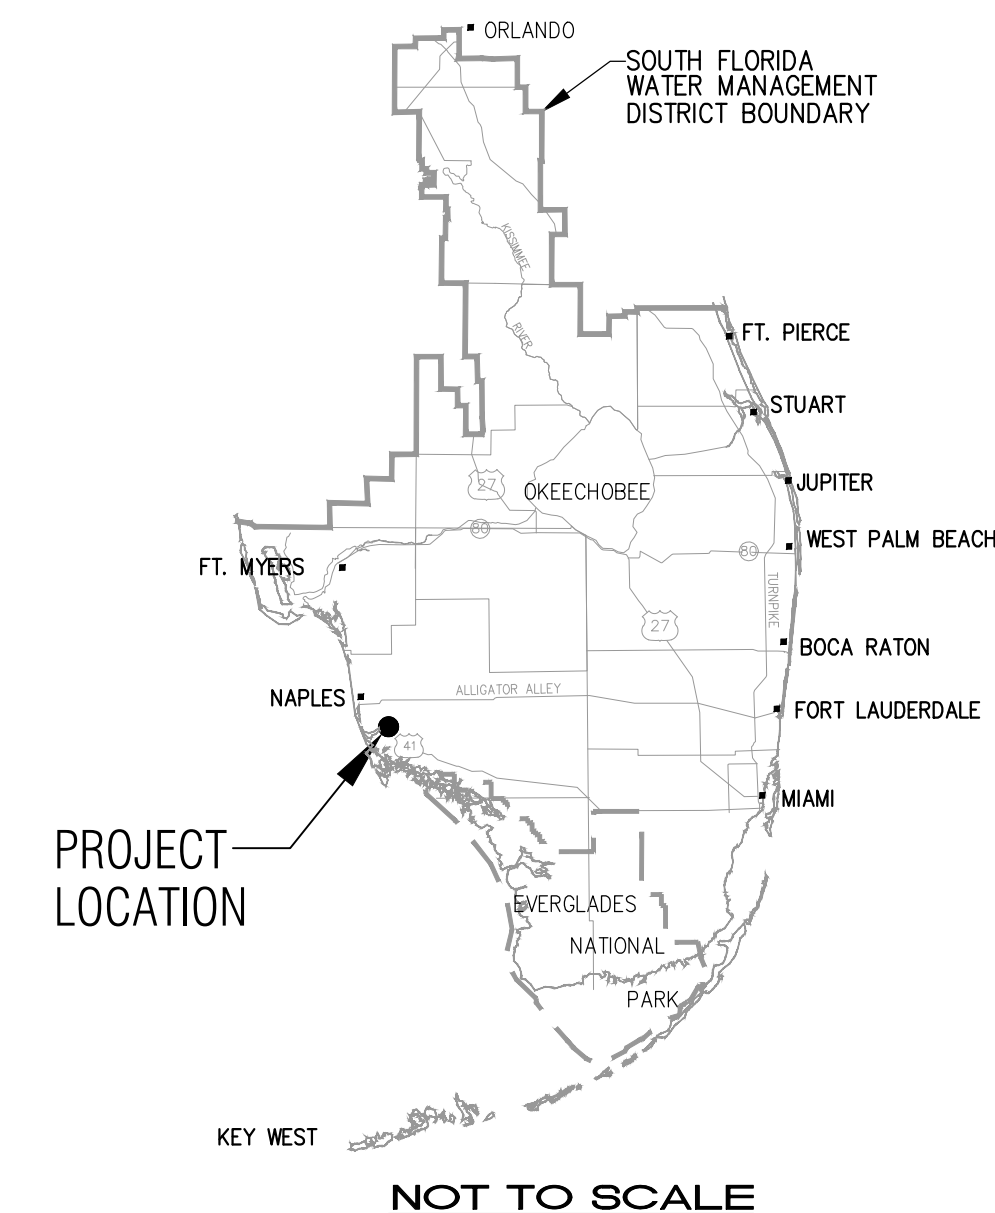 ORLANDO
SOUTH FLORIDA
WATER MANAGEMENT
DISTRICT BOUNDARY
KISSIMMEE
RIVER
FT. PIERCE
STUART
27
OKEECHOBEE
JUPITER
80
WEST PALM BEACH
80
FT. MYERS
TURNPIKE
27
BOCA RATON
ALLIGATOR ALLEY
NAPLES
FORT LAUDERDALE
41
MIAMI
PROJECT
LOCATION
EVERGLADES
NATIONAL
PARK
KEY WEST
NOT TO SCALE